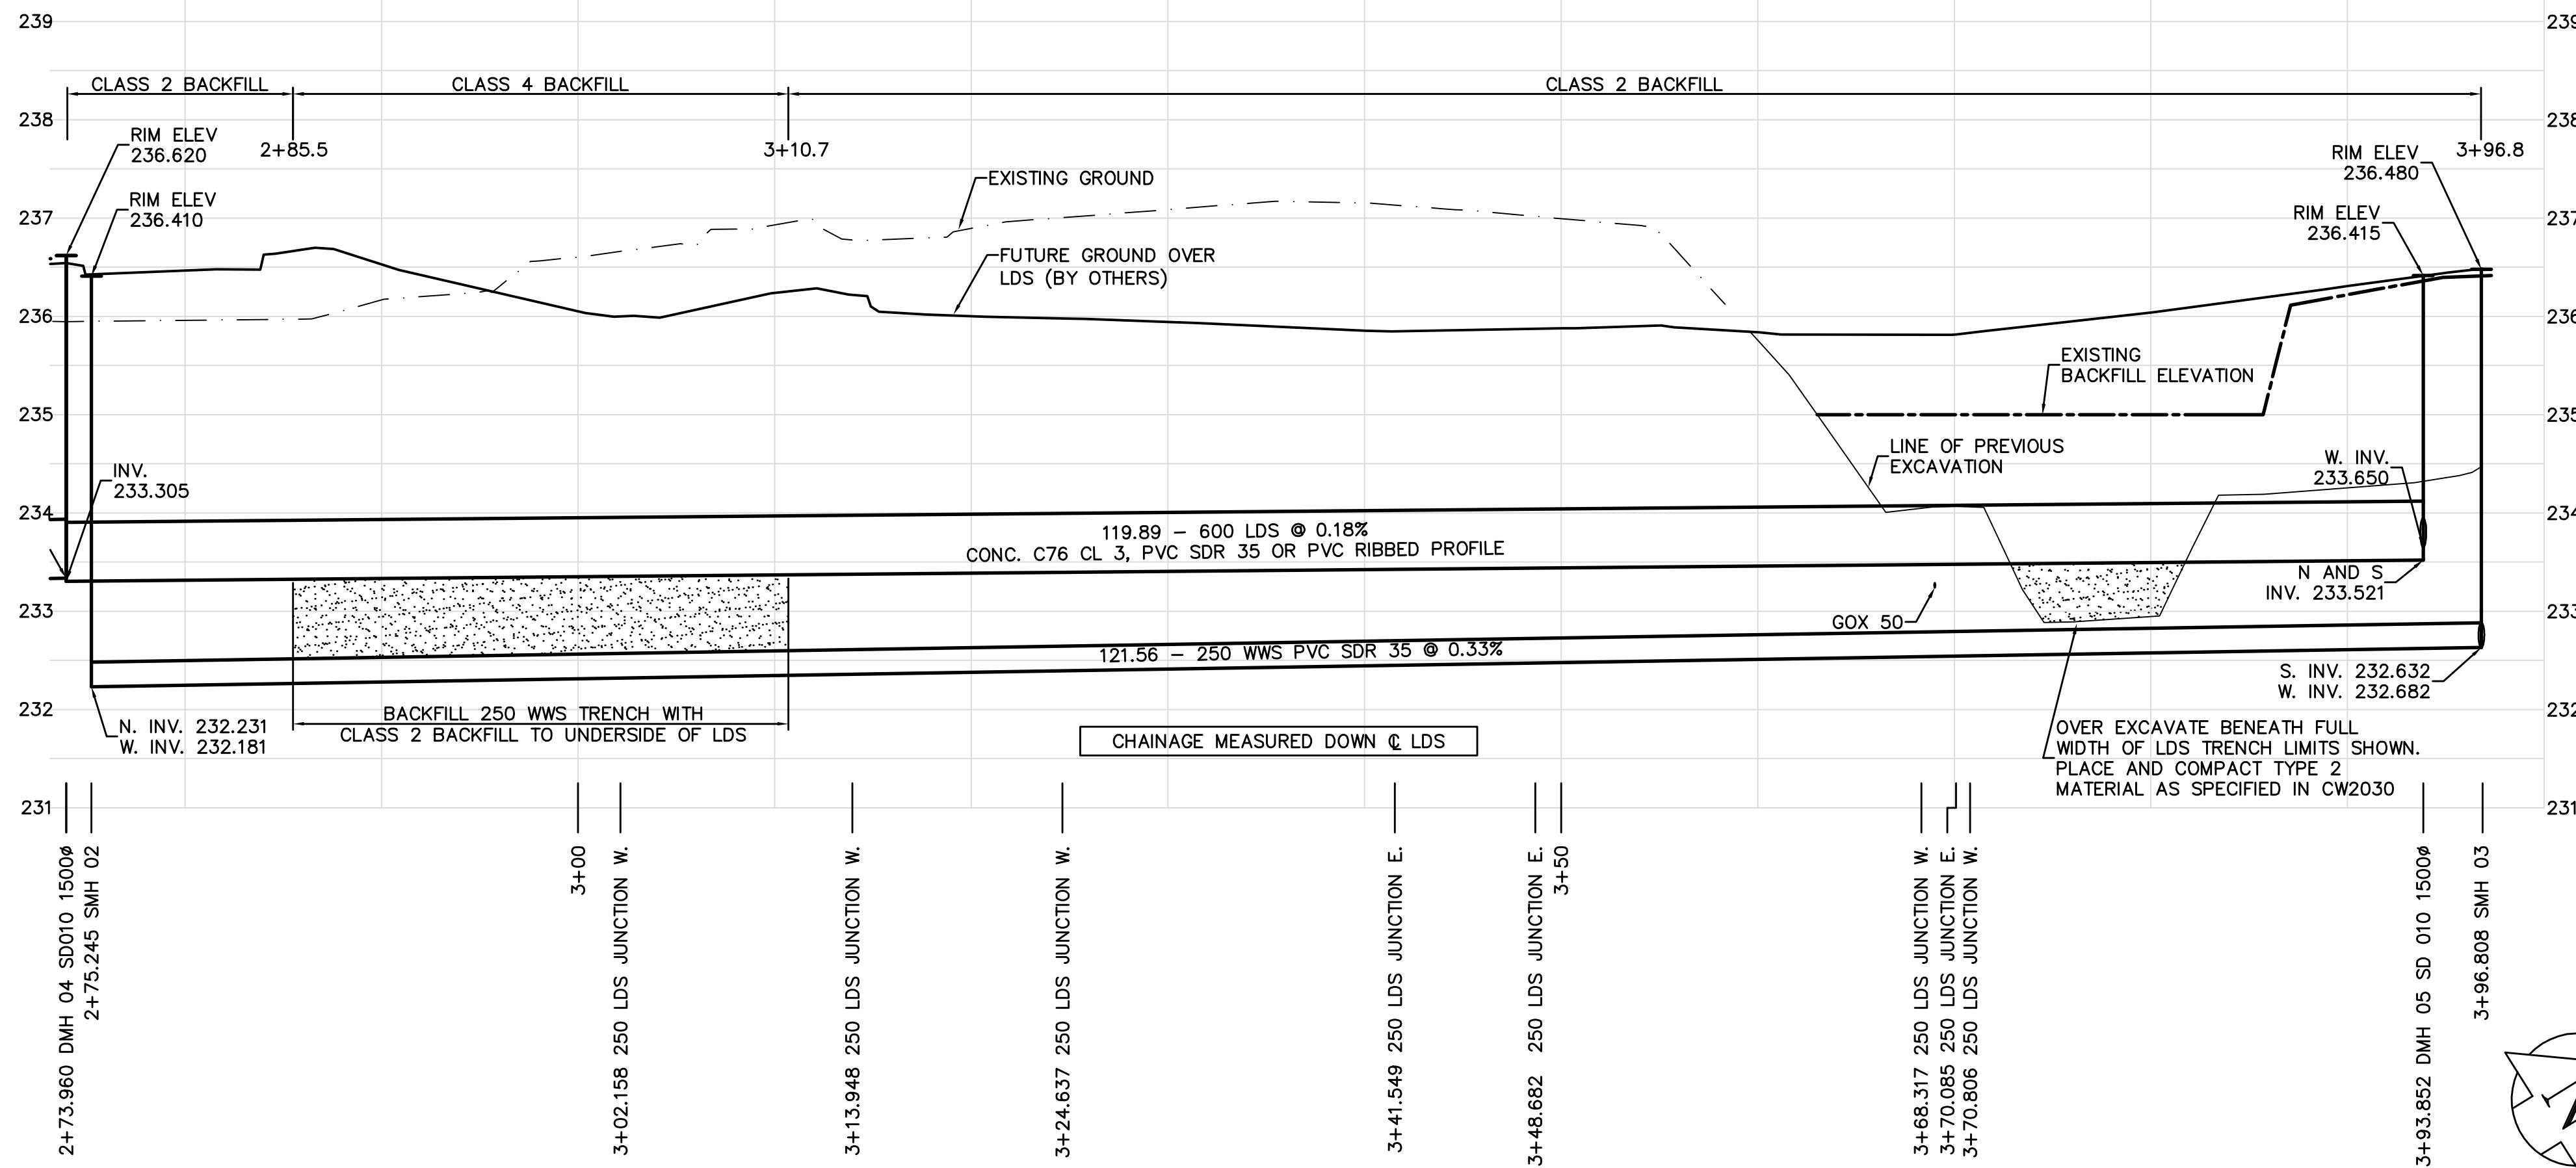 239
239
CLASS 2 BACKFILL
CLASS 4 BACKFILL
CLASS 2 BACKFILL
238
238
RIM ELEV
236.620
2+85.5
3+10.7
RIM ELEV
236.480
3+96.8
EXISTING GROUND
RIM ELEV
236.410
RIM ELEV
236.415
237
237
FUTURE GROUND OVER
LDS (BY OTHERS)
236
236
EXISTING
BACKFILL ELEVATION
235
235
LINE OF PREVIOUS
EXCAVATION
INV.
233.305
W. INV.
233.650
234
234
119.89 – 600 LDS @ 0.18%
CONC. C76 CL 3, PVC SDR 35 OR PVC RIBBED PROFILE
N AND S
INV. 233.521
233
233
GOX 50
121.56 – 250 WWS PVC SDR 35 @ 0.33%
S. INV. 232.632
W. INV. 232.682
232
232
N. INV. 232.231
W. INV. 232.181
BACKFILL 250 WWS TRENCH WITH
CLASS 2 BACKFILL TO UNDERSIDE OF LDS
CHAINAGE MEASURED DOWN ℄ LDS
OVER EXCAVATE BENEATH FULL
WIDTH OF LDS TRENCH LIMITS SHOWN.
PLACE AND COMPACT TYPE 2
MATERIAL AS SPECIFIED IN CW2030
231
231
2+73.960 DMH 04 SD010 1500ø
2+75.245 SMH 02
3+00
3+02.158 250 LDS JUNCTION W.
3+13.948 250 LDS JUNCTION W.
3+24.637 250 LDS JUNCTION W.
3+41.549 250 LDS JUNCTION E.
3+48.682 250 LDS JUNCTION E.
3+50
3+68.317 250 LDS JUNCTION W.
3+70.085 250 LDS JUNCTION E.
3+70.806 250 LDS JUNCTION W.
3+93.852 DMH 05 SD 010 1500ø
3+96.808 SMH 03